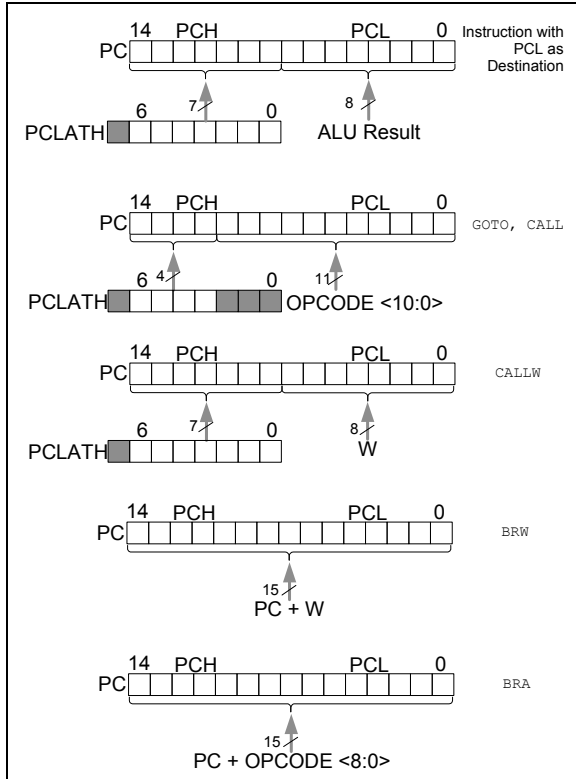 14 PCH PCL 0
PC
Instruction with
PCL as
Destination
7 8
6 0
PCLATH
ALU Result
14 PCH PCL 0
PC
GOTO, CALL
4 11
6 0
PCLATH
OPCODE <10:0>
14 PCH PCL 0
PC
CALLW
7 8
6 0
PCLATH
W
14 PCH PCL 0
PC
BRW
15
PC + W
14 PCH PCL 0
PC
BRA
15
PC + OPCODE <8:0>